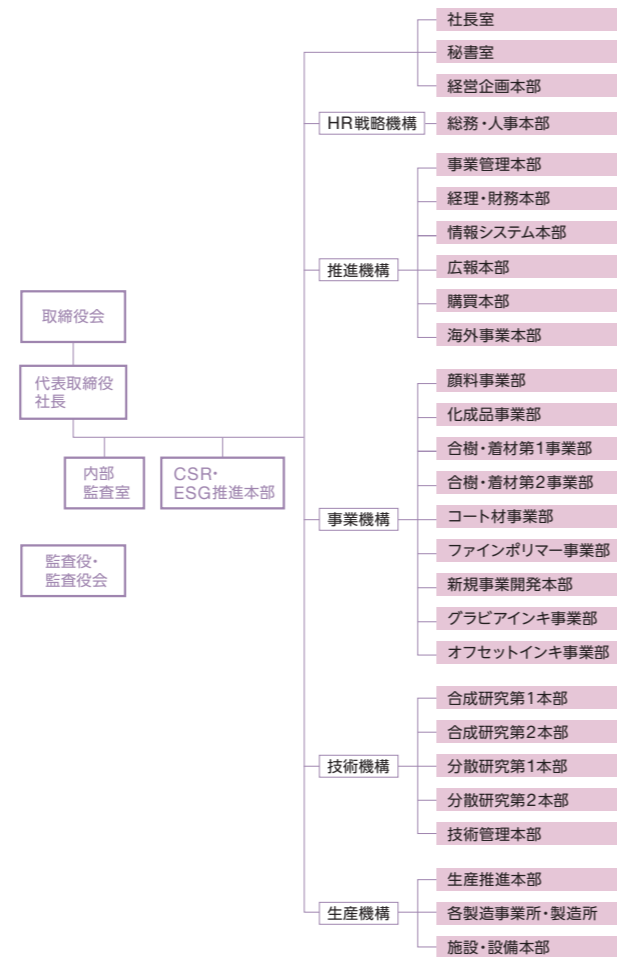 社長室
秘書室
経営企画本部
HR戦略機構
総務・人事本部
推進機構
事業管理本部
経理・財務本部
情報システム本部
広報本部
購買本部
海外事業本部
取締役会
代表取締役
社長
内部
監査室
CSR・
ESG推進本部
監査役・
監査役会
事業機構
顔料事業部
化成品事業部
合樹・着材第1事業部
合樹・着材第2事業部
コート材事業部
ファインポリマー事業部
新規事業開発本部
グラビアインキ事業部
オフセットインキ事業部
技術機構
合成研究第1本部
合成研究第2本部
分散研究第1本部
分散研究第2本部
技術管理本部
生産機構
生産推進本部
各製造事業所・製造所
施設・設備本部